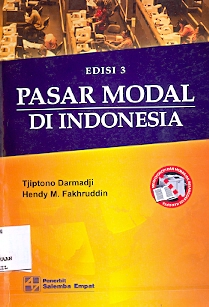 EDISI 3
PASAR MODAL
DI INDONESIA
Tjiptono Darmadji
Hendy M. Fakhruddin
Penerbit
Salemba Empat